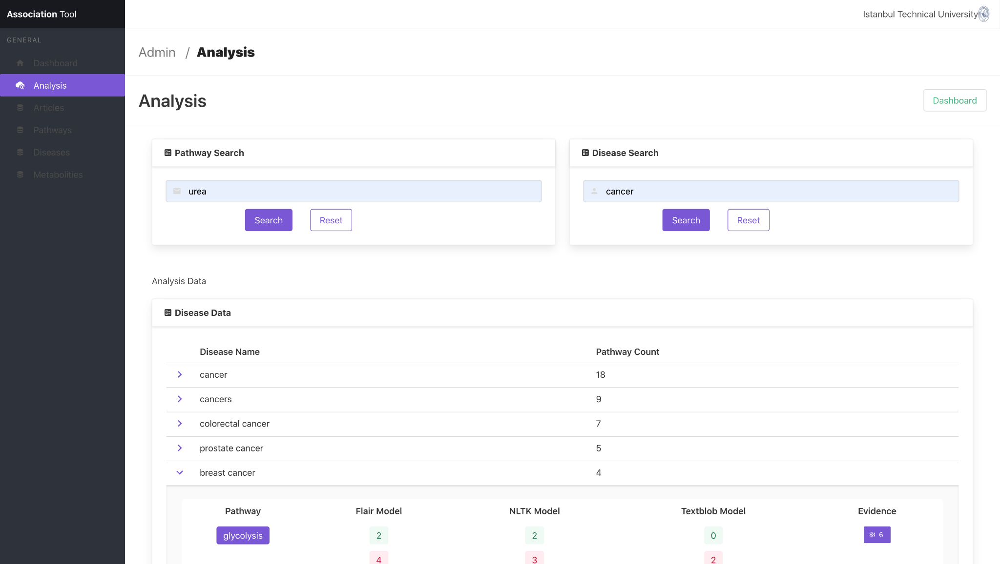 Association Tool
Istanbul Technical University
GENERAL
Dashboard
Analysis
Articles
Pathways
Diseases
Metabolities
Admin / Analysis
Analysis
Dashboard
Pathway Search
urea
Search Reset
Disease Search
cancer
Search Reset
Analysis Data
Disease Data
Disease Name Pathway Count
cancer 18
cancers 9
colorectal cancer 7
prostate cancer 5
breast cancer 4
Pathway Flair Model NLTK Model Textblob Model Evidence
glycolysis 2 2 0 6
4 3 2